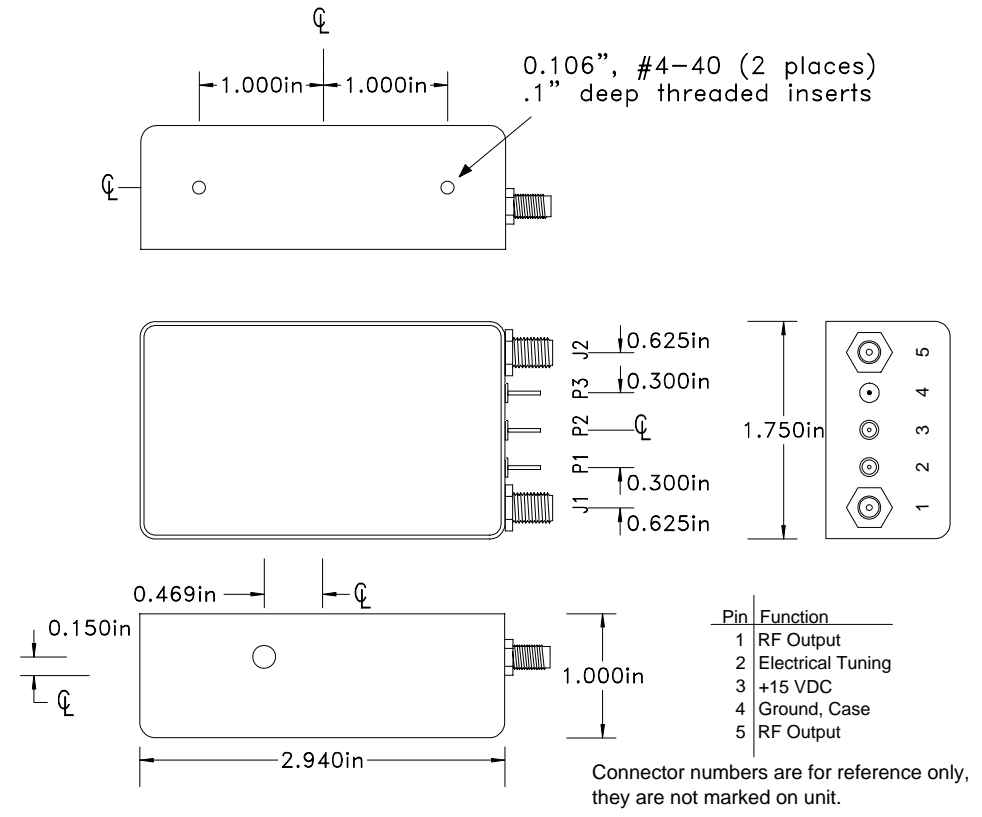 ℄
0.106”, #4-40 (2 places)
.1” deep threaded inserts
1.000in 1.000in
℄
J2 0.625in
P3 0.300in
P2 ℄
P1 0.300in
J1 0.625in
1.750in
5
4
3
2
1
0.469in ℄
0.150in
℄
1.000in
2.940in
Pin Function
1 RF Output
2 Electrical Tuning
3 +15 VDC
4 Ground, Case
5 RF Output
Connector numbers are for reference only,
they are not marked on unit.